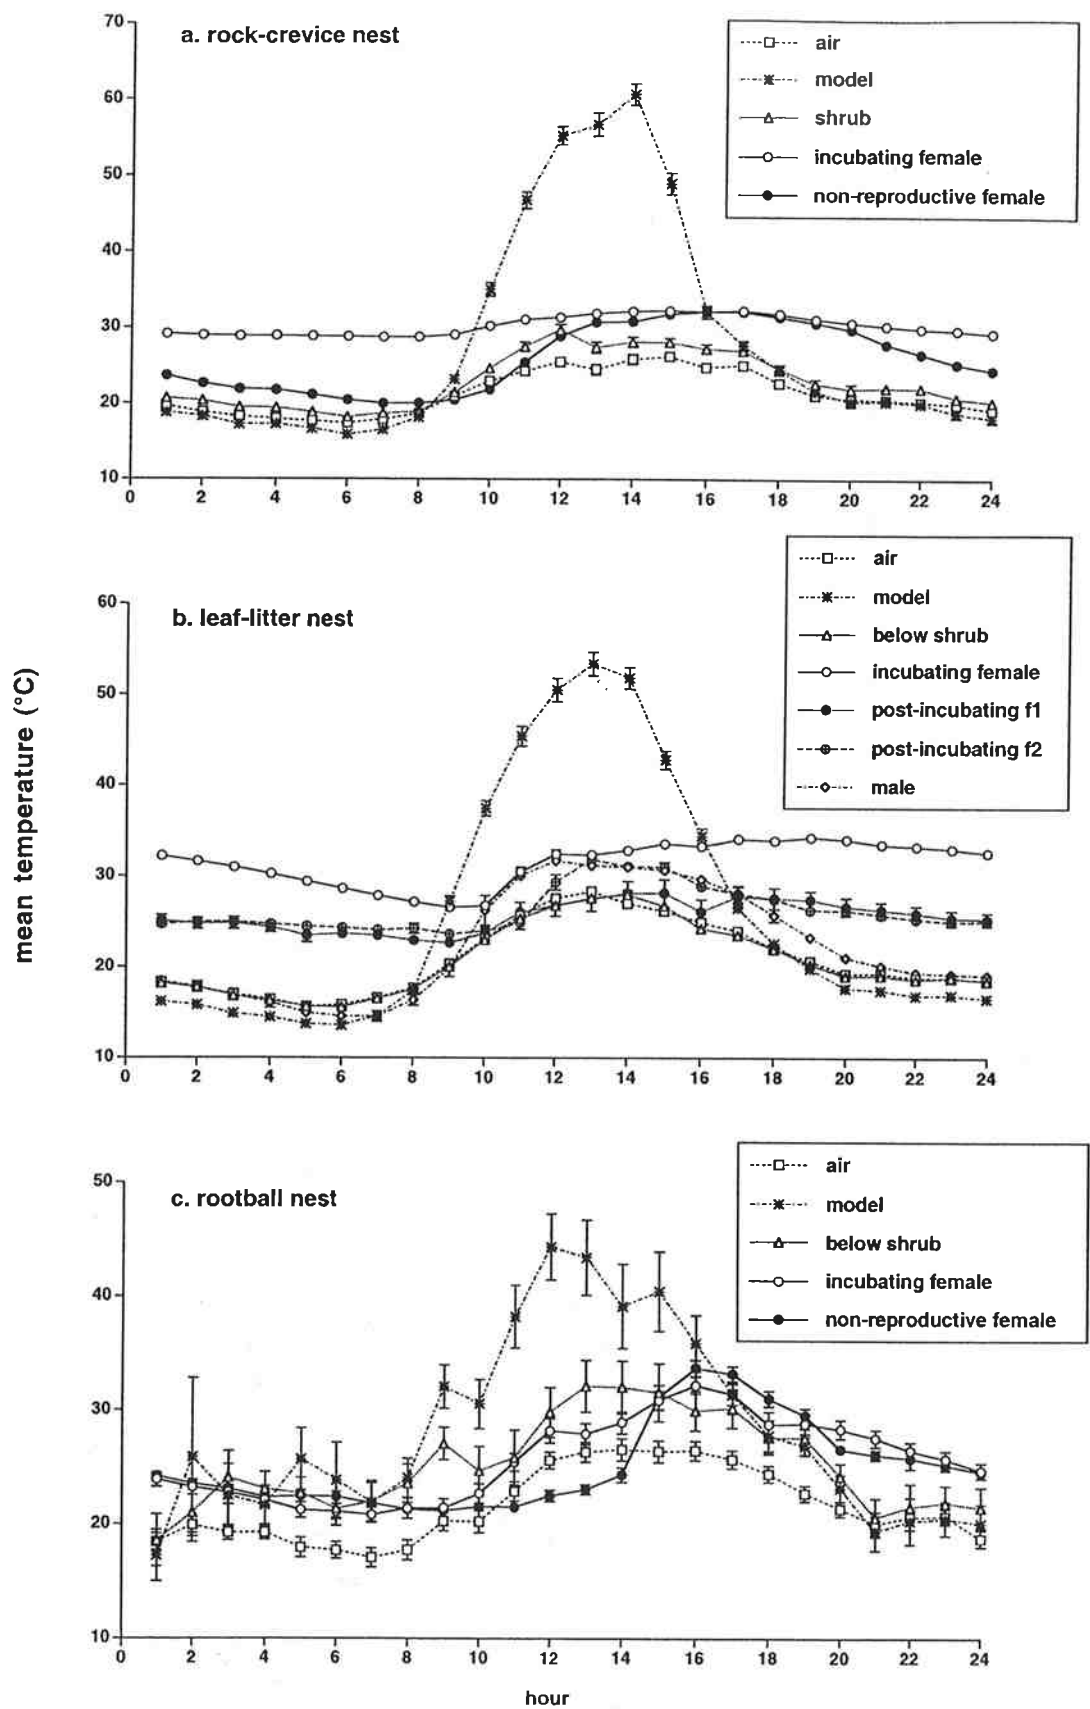 a. rock-crevice nest
air
model
shrub
incubating female
non-reproductive female
70
60
50
40
30
20
10
0 2 4 6 8 10 12 14 16 18 20 22 24
b. leaf-litter nest
air
model
below shrub
incubating female
post-incubating f1
post-incubating f2
male
60
50
40
30
20
10
0 2 4 6 8 10 12 14 16 18 20 22 24
mean temperature (°C)
c. rootball nest
air
model
below shrub
incubating female
non-reproductive female
50
40
30
20
10
0 2 4 6 8 10 12 14 16 18 20 22 24
hour